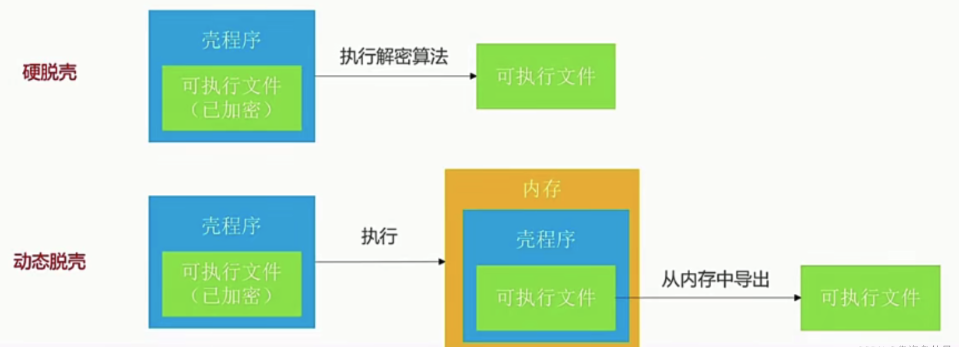 壳程序
硬脱壳
可执行文件
（已加密）
执行解密算法
可执行文件
内存
壳程序
动态脱壳
可执行文件
（已加密）
执行
壳程序
可执行文件
从内存中导出
可执行文件